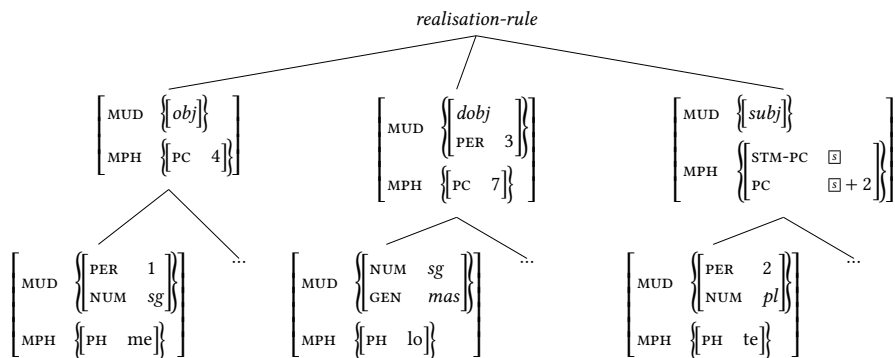 realisation-rule
MUD {[obj]}
MPH {[PC 4]}
MUD {[dobj
PER 3]}
MPH {[PC 7]}
MUD {[subj]}
MPH {[STM-PC s
PC s + 2]}
MUD {[PER 1
NUM sg]}
MPH {[PH me]}
...
MUD {[NUM sg
GEN mas]}
MPH {[PH lo]}
...
MUD {[PER 2
NUM pl]}
MPH {[PH te]}
...